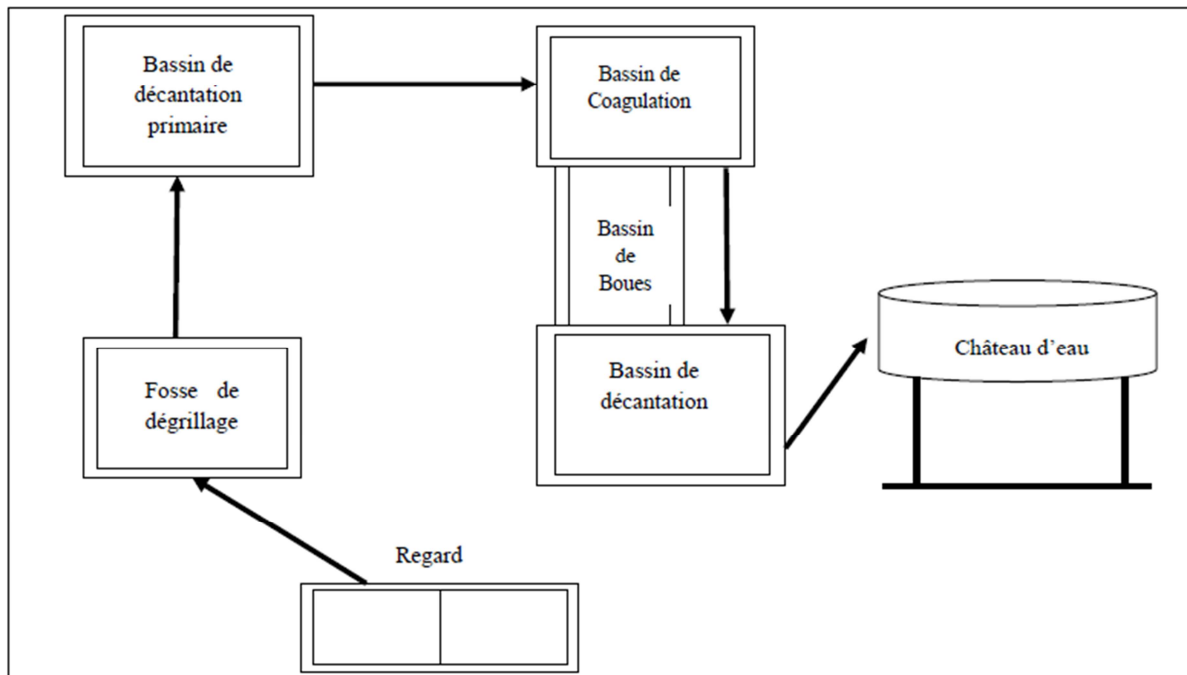 Bassin de
décantation
primaire
Bassin de
Coagulation
Bassin
de
Boues
Château d'eau
Fosse de
dégrillage
Bassin de
décantation
Regard